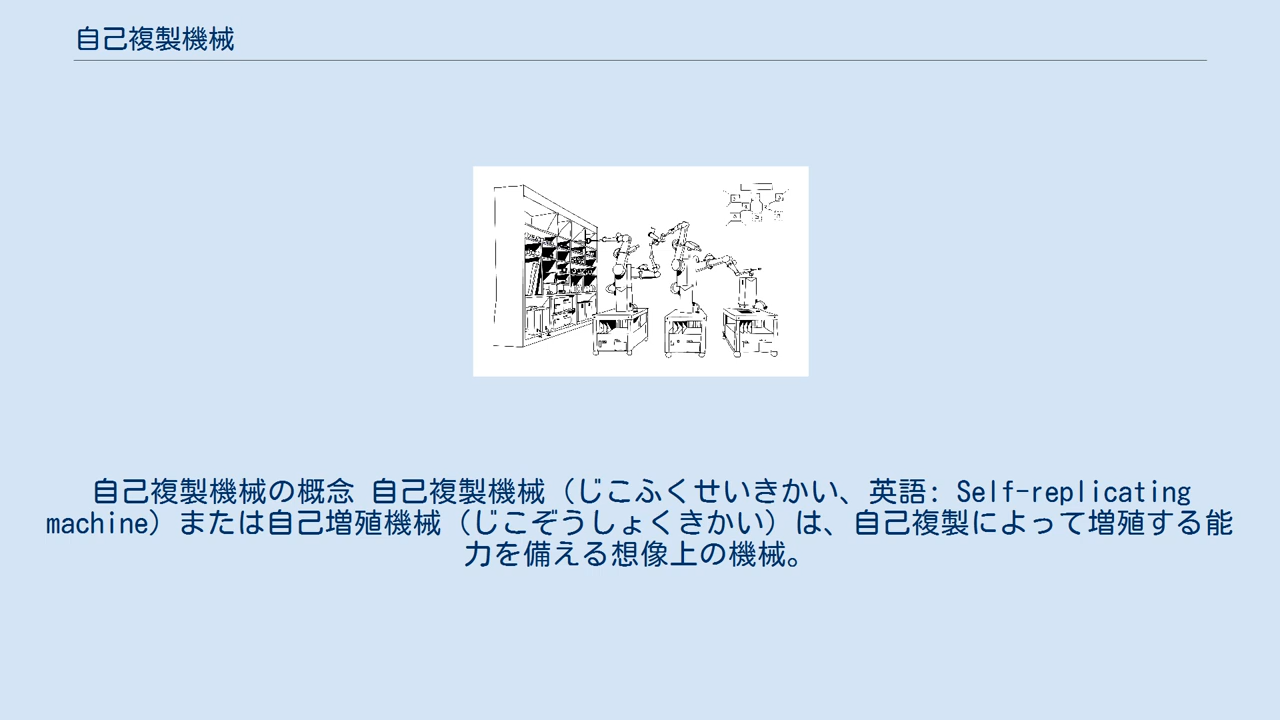 自己複製機械
自己複製機械の概念 自己複製機械（じこふくせいきかい、英語: Self-replicating
machine）または自己増殖機械（じこぞうしょくきかい）は、自己複製によって増殖する能
力を備える想像上の機械。